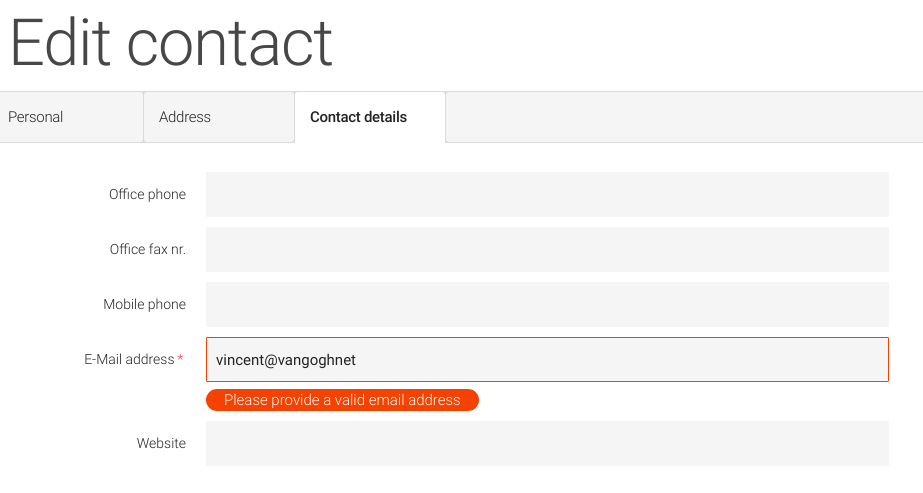 Edit contact
Personal Address Contact details
Office phone
Office fax nr.
Mobile phone
E-Mail address * vincent@vangoghnet
Please provide a valid email address
Website